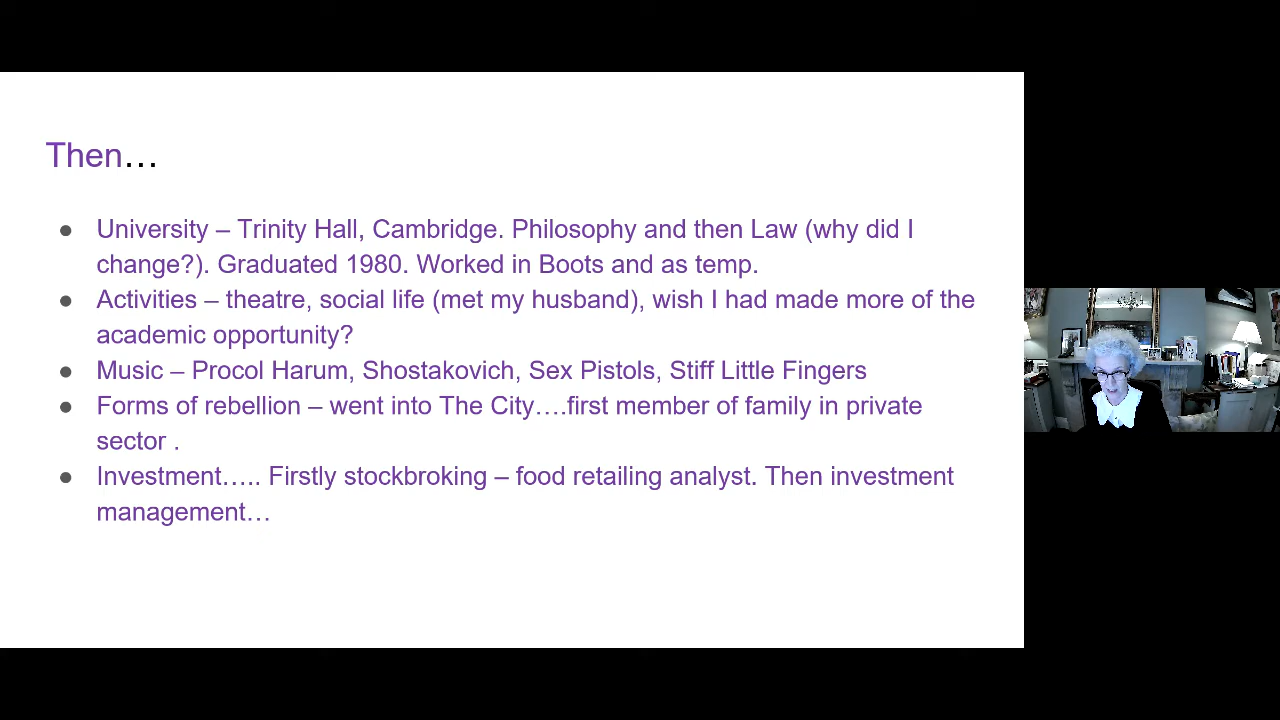 Then…
● University – Trinity Hall, Cambridge. Philosophy and then Law (why did I
change?). Graduated 1980. Worked in Boots and as temp.
● Activities – theatre, social life (met my husband), wish I had made more of the
academic opportunity?
● Music – Procol Harum, Shostakovich, Sex Pistols, Stiff Little Fingers
● Forms of rebellion – went into The City….first member of family in private
sector .
● Investment….. Firstly stockbroking – food retailing analyst. Then investment
management…